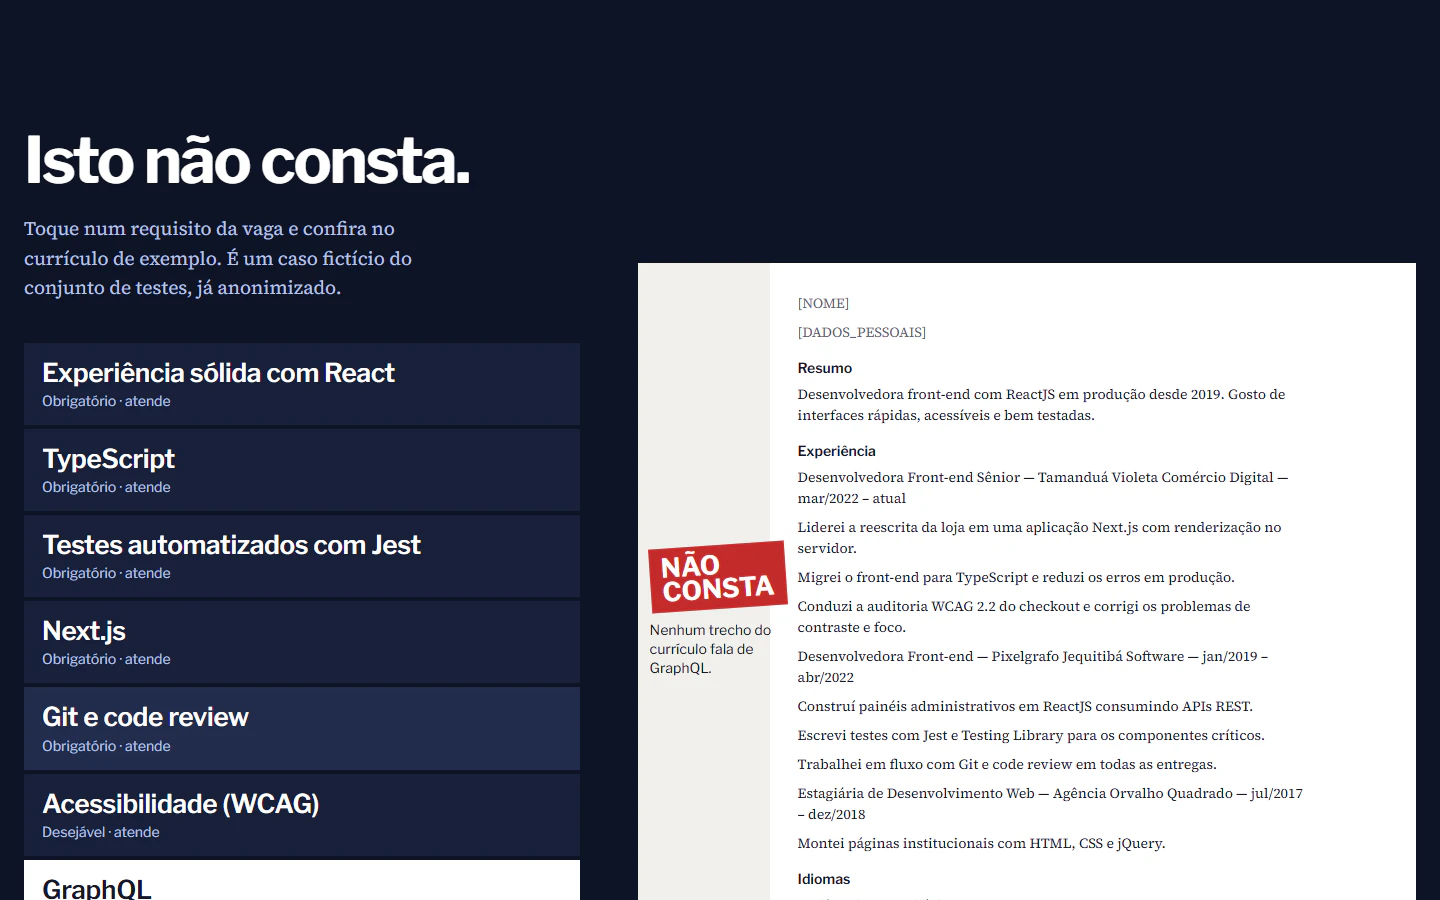 Isto não consta.
Toque num requisito da vaga e confira no
currículo de exemplo. É um caso fictício do
conjunto de testes, já anonimizado.
Experiência sólida com React
Obrigatório · atende
TypeScript
Obrigatório · atende
Testes automatizados com Jest
Obrigatório · atende
Next.js
Obrigatório · atende
Git e code review
Obrigatório · atende
Acessibilidade (WCAG)
Desejável · atende
GraphQL
NÃO
CONSTA
Nenhum trecho do
currículo fala de
GraphQL.
[NOME]
[DADOS_PESSOAIS]
Resumo
Desenvolvedora front-end com ReactJS em produção desde 2019. Gosto de
interfaces rápidas, acessíveis e bem testadas.
Experiência
Desenvolvedora Front-end Sênior — Tamanduá Violeta Comércio Digital —
mar/2022 – atual
Liderei a reescrita da loja em uma aplicação Next.js com renderização no
servidor.
Migrei o front-end para TypeScript e reduzi os erros em produção.
Conduzi a auditoria WCAG 2.2 do checkout e corrigi os problemas de
contraste e foco.
Desenvolvedora Front-end — Pixelgrafo Jequitibá Software — jan/2019 –
abr/2022
Construí painéis administrativos em ReactJS consumindo APIs REST.
Escrevi testes com Jest e Testing Library para os componentes críticos.
Trabalhei em fluxo com Git e code review em todas as entregas.
Estagiária de Desenvolvimento Web — Agência Orvalho Quadrado — jul/2017
– dez/2018
Montei páginas institucionais com HTML, CSS e jQuery.
Idiomas